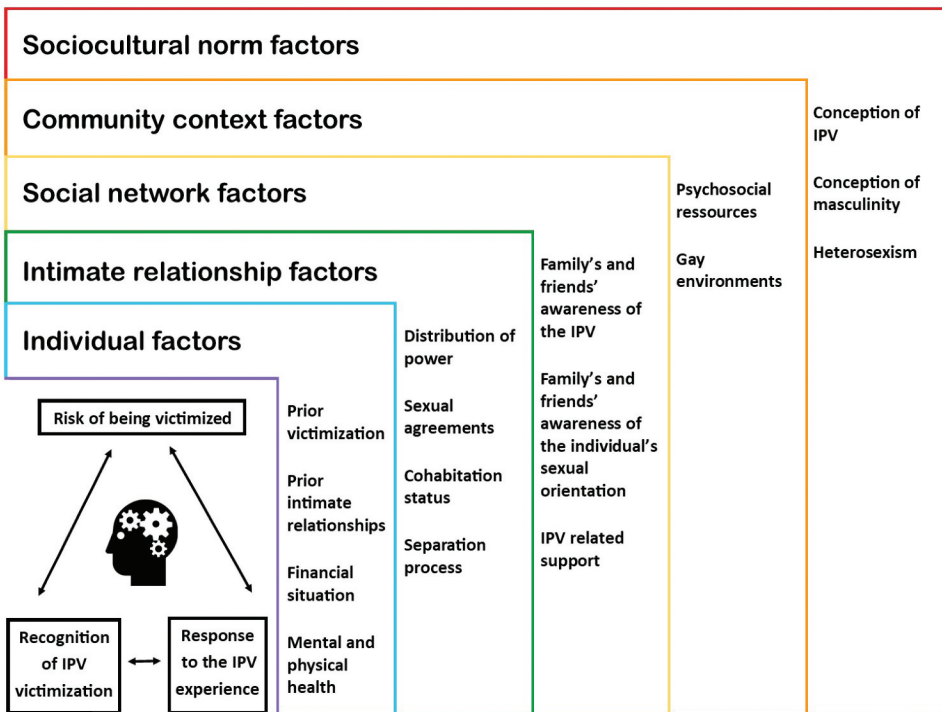 Sociocultural norm factors
Community context factors
Social network factors
Intimate relationship factors
Individual factors
Risk of being victimized
Recognition
of IPV
victimization
Response
to the IPV
experience
Prior
victimization
Prior
intimate
relationships
Financial
situation
Mental and
physical
health
Distribution of
power
Sexual
agreements
Cohabitation
status
Separation
process
Family’s and
friends’
awareness of
the IPV
Family’s and
friends’
awareness of
the individual’s
sexual
orientation
IPV related
support
Psychosocial
ressources
Gay
environments
Conception of
IPV
Conception of
masculinity
Heterosexism